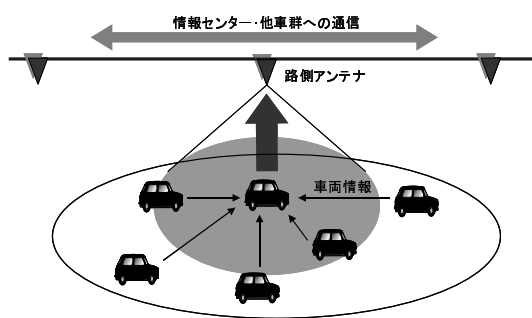 情報センター・他車群への通信
路側アンテナ
車両情報